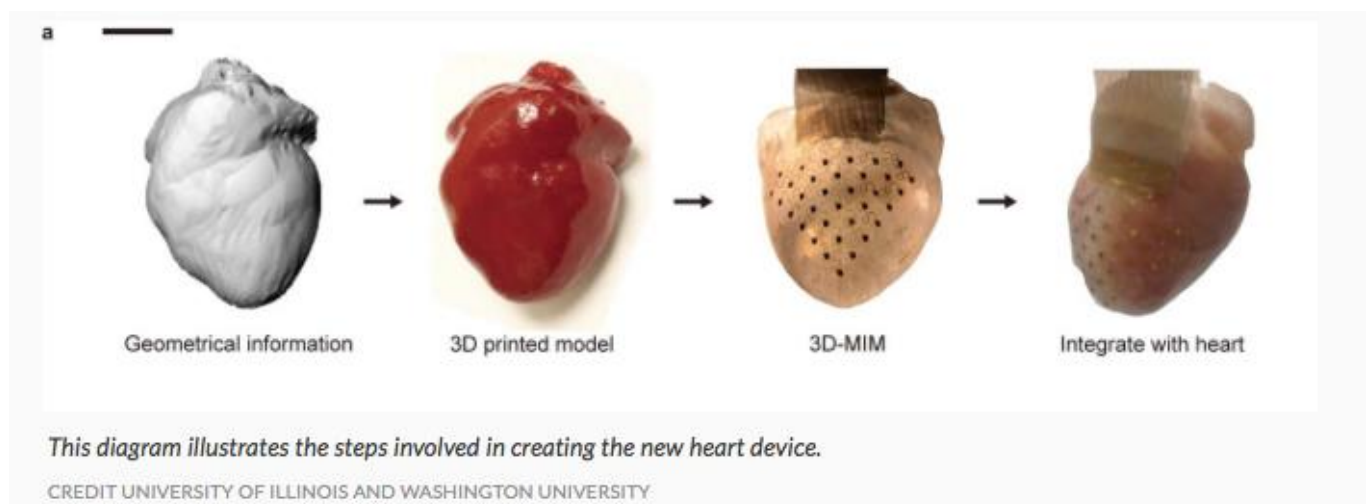 a
Geometrical information
3D printed model
3D-MIM
Integrate with heart
This diagram illustrates the steps involved in creating the new heart device.
CREDIT UNIVERSITY OF ILLINOIS AND WASHINGTON UNIVERSITY